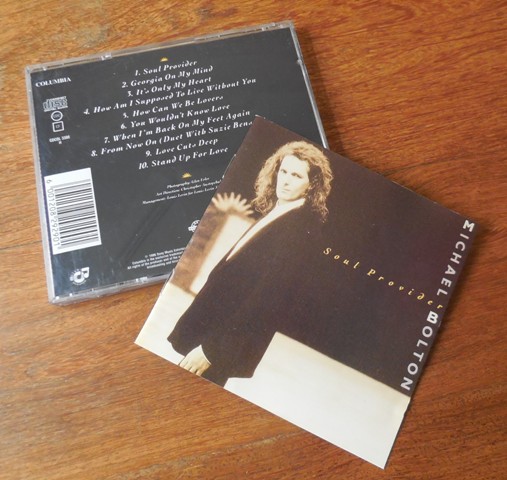 COLUMBIA
1. Soul Provider
2. Georgia On My Mind
3. It's Only My Heart
4. How Am I Supposed To Live Without You
5. How Can We Be Lovers
6. You Wouldn't Know Love
7. When I'm Back On My Feet Again
8. From Now On (Duet With Suzie
9. Love Cuts Deep
10. Stand Up For Love
Soul Provider
MICHAEL BOLTON